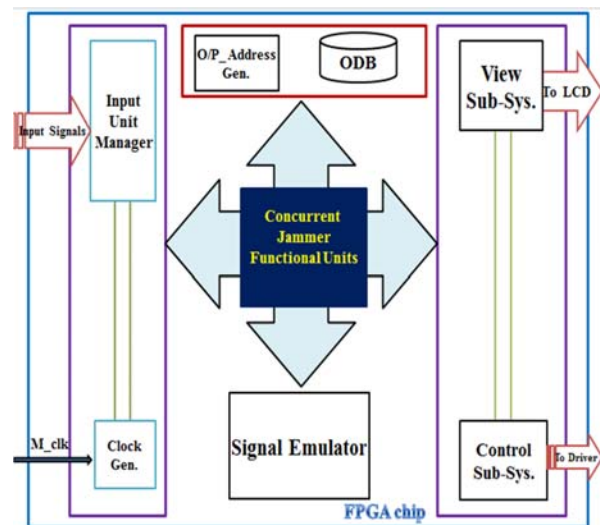 O/P_Address
Gen.
ODB
Input
Unit
Manager
View
Sub-Sys.
To LCD
Input Signals
Concurrent
Jammer
Functional Units
M_clk
Clock
Gen.
Signal Emulator
Control
Sub-Sys.
To Driver
FPGA chip